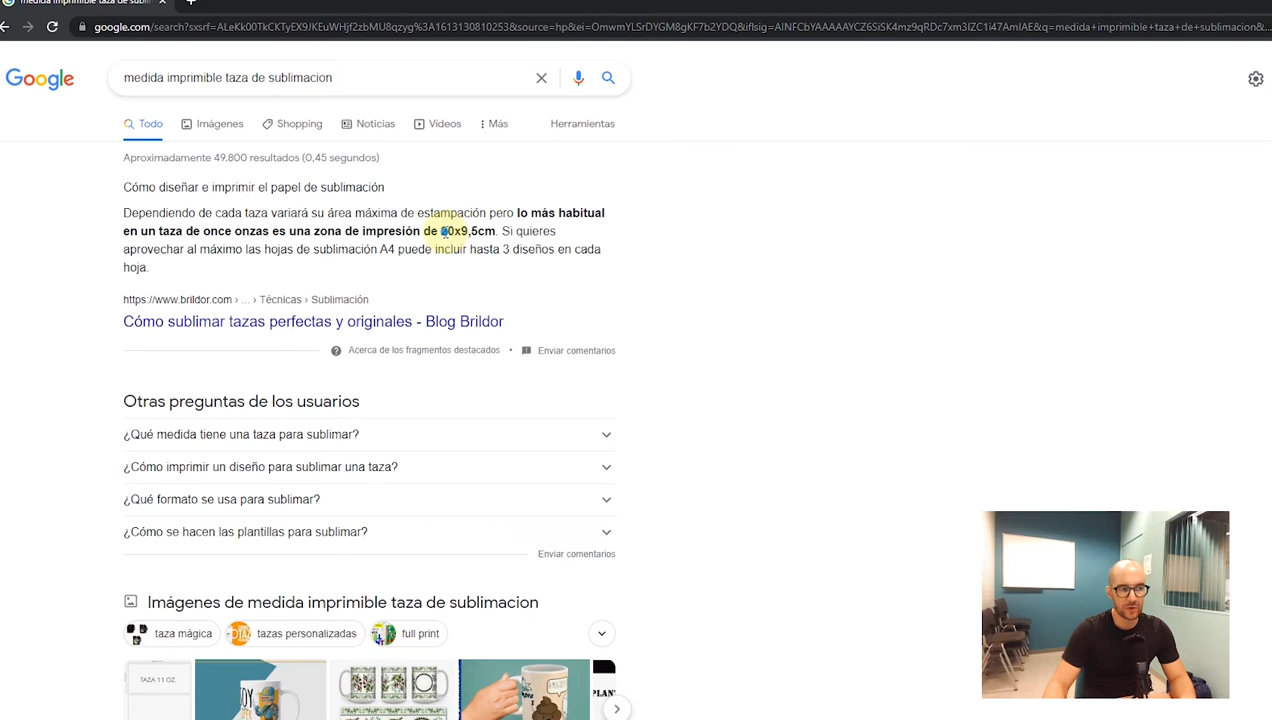 medida imprimible taza de subli
google.com/search?sxsrf=ALeKk00TkCKTyEX9JKEuWHjf2zbMU8qzyg%3A1613130810253&source=hp&ei=OmwmYLSrDYGM8gKF7b2YDQ&iflsig=AINFCbYAAAAAYCZ6SiSK4mz9qRDc7xm3IZC1i47AmIAE&q=medida+imprimible+taza+de+sublimacion&...
Google
medida imprimible taza de sublimacion
Todo Imágenes Shopping Noticias Videos Más Herramientas
Aproximadamente 49.800 resultados (0,45 segundos)
Cómo diseñar e imprimir el papel de sublimación
Dependiendo de cada taza variará su área máxima de estampación pero lo más habitual
en un taza de once onzas es una zona de impresión de 20x9,5cm. Si quieres
aprovechar al máximo las hojas de sublimación A4 puede incluir hasta 3 diseños en cada
hoja.
https://www.brildor.com › ... › Técnicas › Sublimación
Cómo sublimar tazas perfectas y originales - Blog Brildor
Acerca de los fragmentos destacados • Enviar comentarios
Otras preguntas de los usuarios
¿Qué medida tiene una taza para sublimar?
¿Cómo imprimir un diseño para sublimar una taza?
¿Qué formato se usa para sublimar?
¿Cómo se hacen las plantillas para sublimar?
Enviar comentarios
Imágenes de medida imprimible taza de sublimacion
taza mágica tazas personalizadas full print
TAZA 11 OZ.